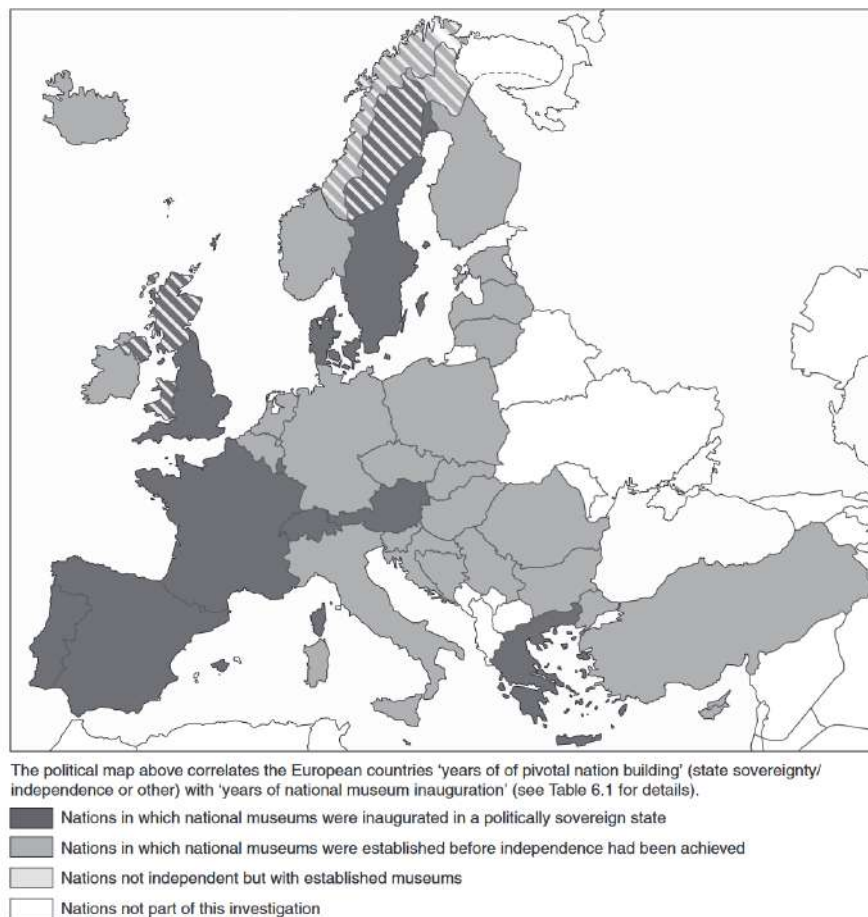 The political map above correlates the European countries ‘years of of pivotal nation building’ (state sovereignty/
independence or other) with ‘years of national museum inauguration’ (see Table 6.1 for details).
Nations in which national museums were inaugurated in a politically sovereign state
Nations in which national museums were established before independence had been achieved
Nations not independent but with established museums
Nations not part of this investigation